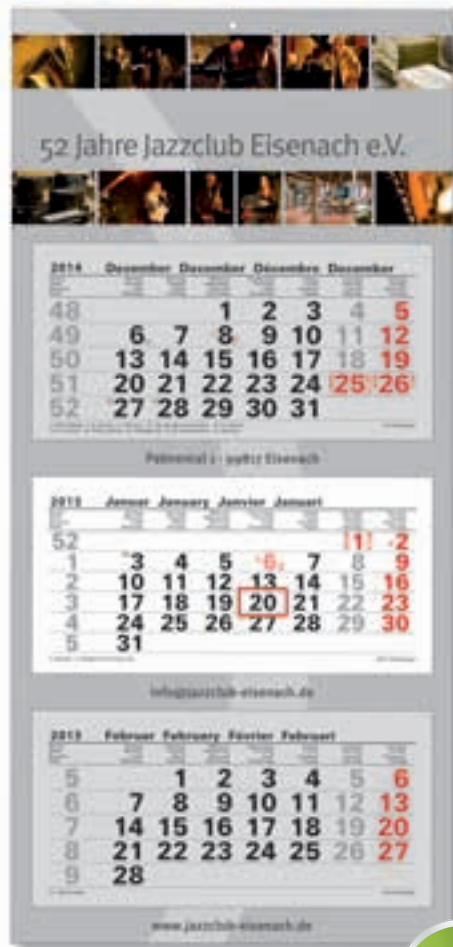 52 Jahre Jazzclub Eisenach e.V.
2014 Dezember December Décembre December
48 1 2 3 4 5
49 6 7 8 9 10 11 12
50 13 14 15 16 17 18 19
51 20 21 22 23 24 25 26
52 27 28 29 30 31
Palmental 1 - 99817 Eisenach
2015 Januar January Janvier Januari
52 1 2
1 3 4 5 6 7 8 9
2 10 11 12 13 14 15 16
3 17 18 19 20 21 22 23
4 24 25 26 27 28 29 30
5 31
info@jazzclub-eisenach.de
2015 Februar February Février Februari
5 1 2 3 4 5 6
6 7 8 9 10 11 12 13
7 14 15 16 17 18 19 20
8 21 22 23 24 25 26 27
9 28
www.jazzclub-eisenach.de